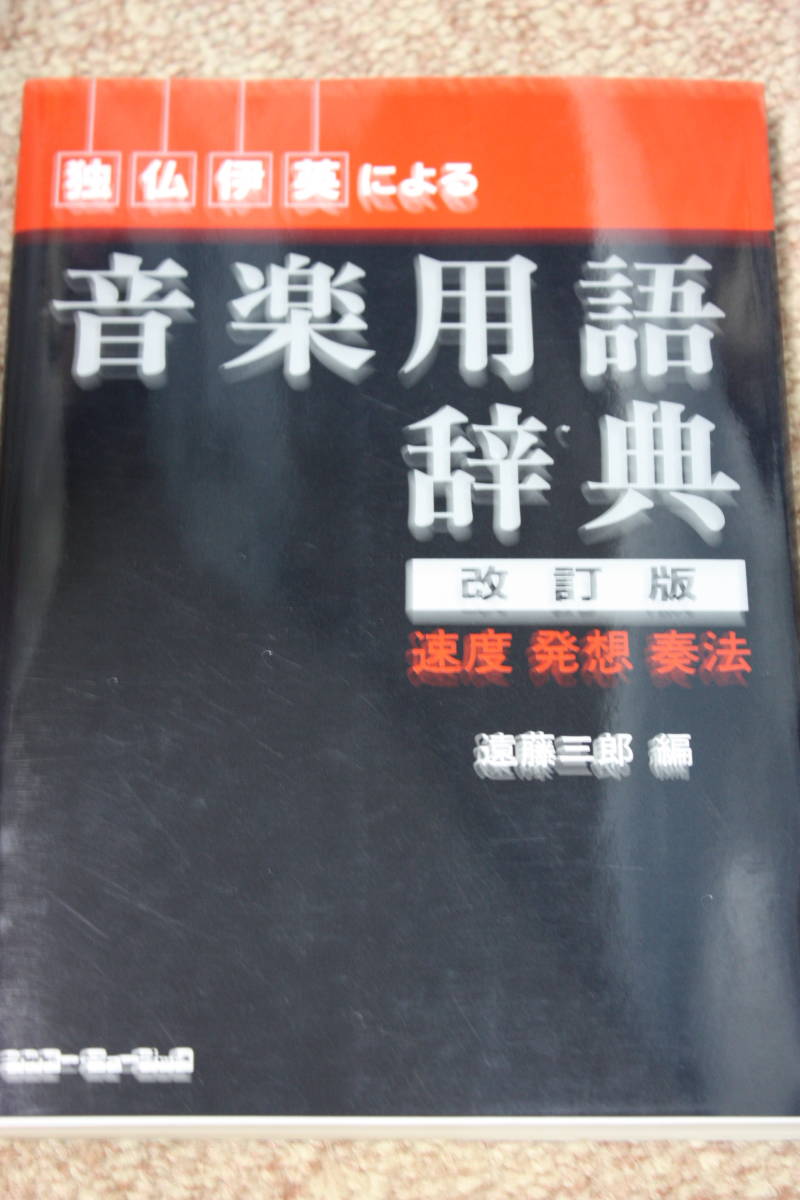 独仏伊英による
音楽用語
辞典
改訂版
速度 発想 奏法
遠藤三郎 編